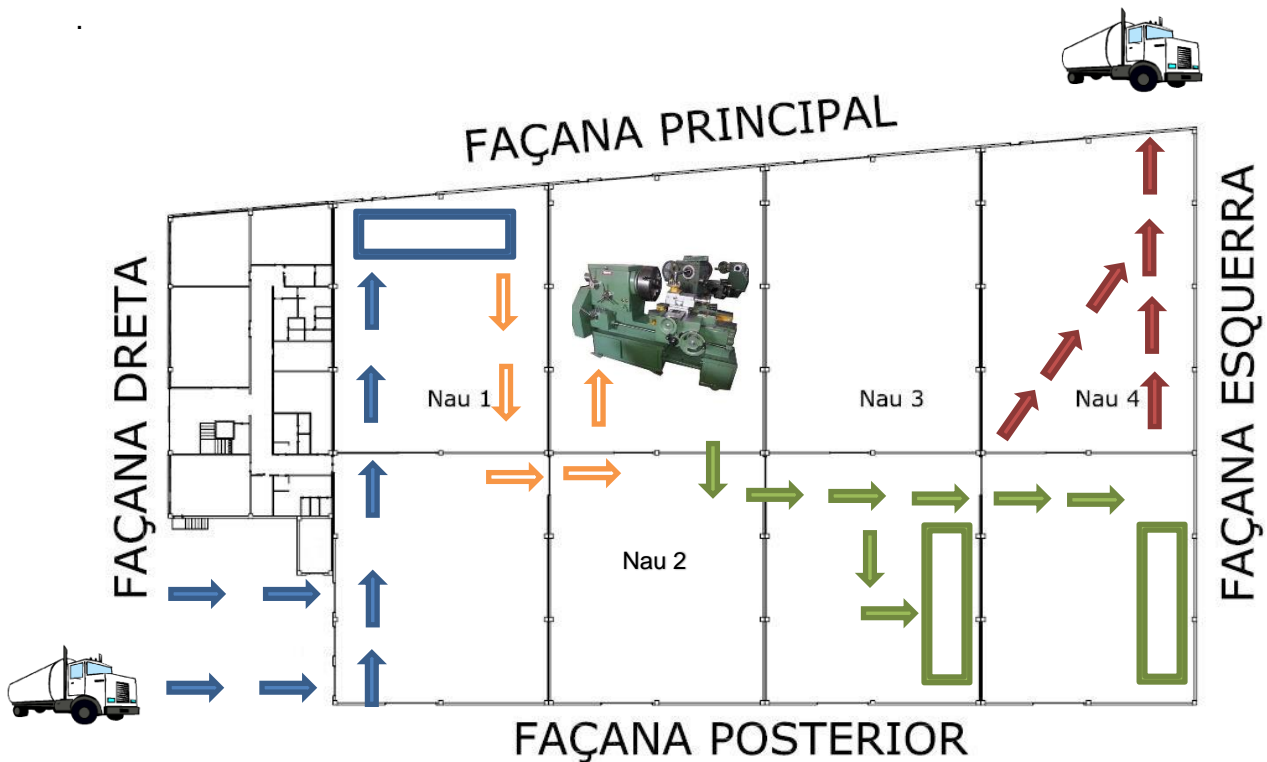 .
FAÇANA PRINCIPAL
FAÇANA DRETA
FAÇANA ESQUERRA
Nau 1
Nau 3
Nau 4
Nau 2
FAÇANA POSTERIOR